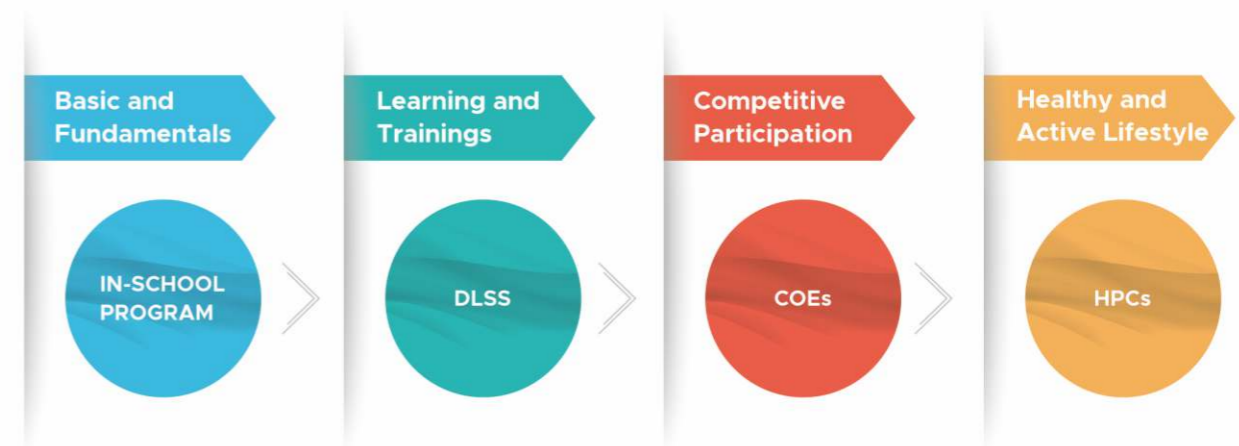 Basic and
Fundamentals
IN-SCHOOL
PROGRAM
Learning and
Trainings
DLSS
Competitive
Participation
COEs
Healthy and
Active Lifestyle
HPCs